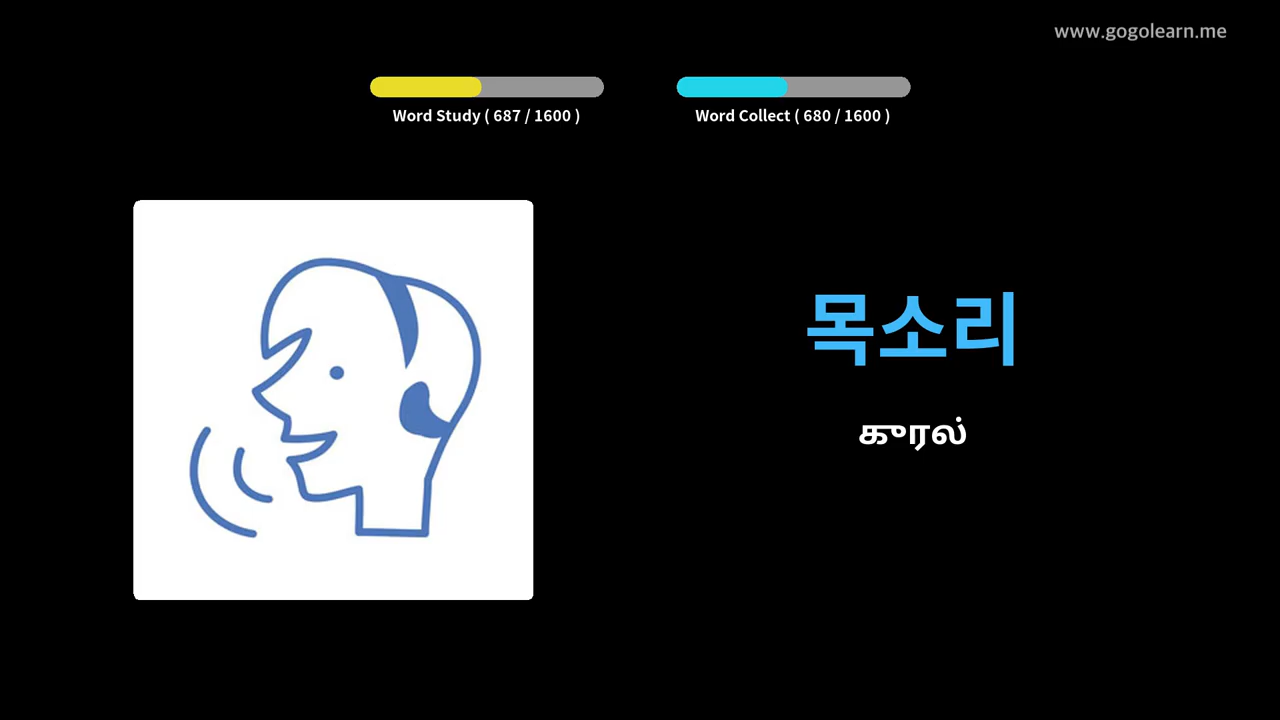 www.gogolearn.me
Word Study ( 687 / 1600 )
Word Collect ( 680 / 1600 )
목소리
குரல்